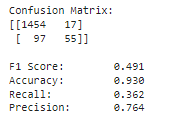 Confusion Matrix:
[[1454 17]
[ 97 55]]
F1 Score: 0.491
Accuracy: 0.930
Recall: 0.362
Precision: 0.764